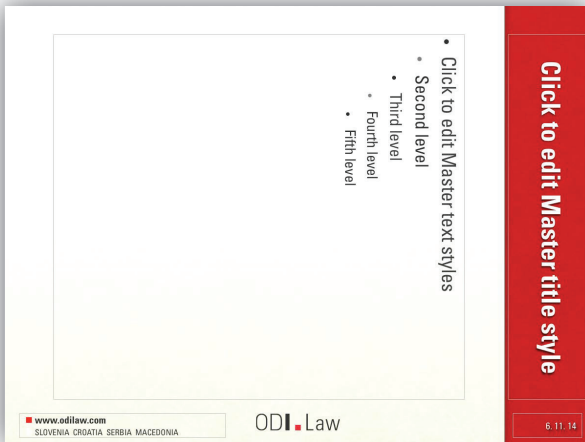 Click to edit Master title style
• Click to edit Master text styles
• Second level
• Third level
• Fourth level
• Fifth level
www.odilaw.com
SLOVENIA CROATIA SERBIA MACEDONIA
ODI.Law
6. 11. 14